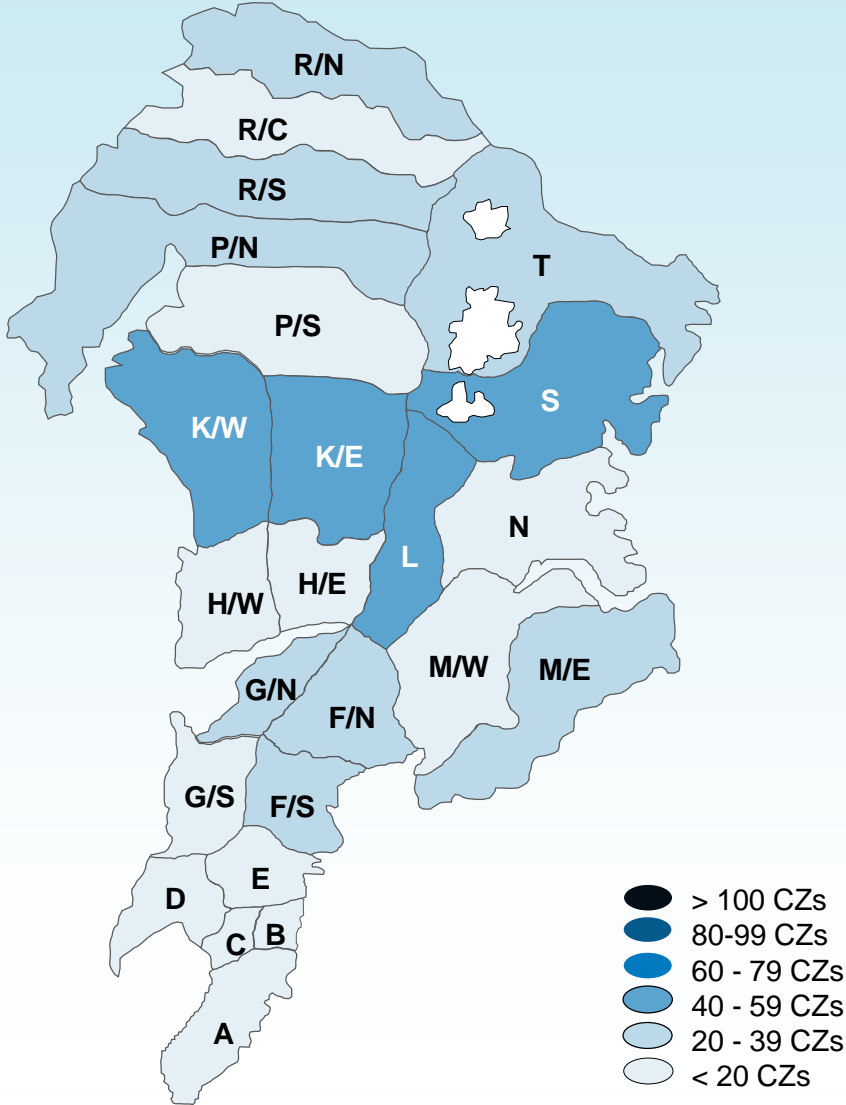 R/N
R/C
R/S
P/N
T
P/S
S
K/W
K/E
N
L
H/E
H/W
M/W
M/E
G/N
F/N
G/S
F/S
E
D
B
C
A
> 100 CZs
80-99 CZs
60 - 79 CZs
40 - 59 CZs
20 - 39 CZs
< 20 CZs